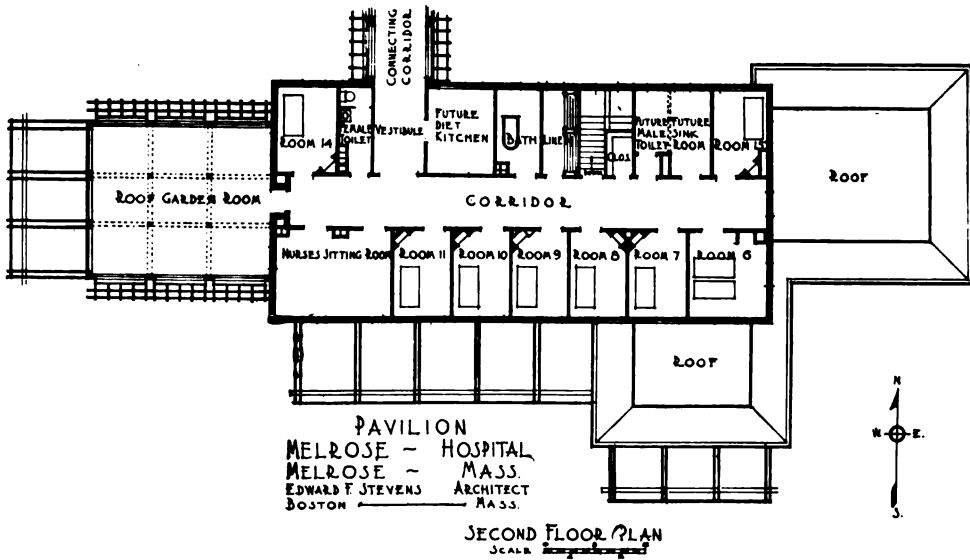 CONNECTING
CORRIDOR
ROOM 14
FEMALE
TOILET
VESTIBULE
FUTURE
DIET
KITCHEN
BATH
LINEN
CLOS.
FUTURE
MALE
TOILET
FUTURE
SINK
ROOM
ROOM 15
ROOF GARDEN ROOM
CORRIDOR
ROOF
NURSES SITTING ROOM
ROOM 11
ROOM 10
ROOM 9
ROOM 8
ROOM 7
ROOM 6
ROOF
PAVILION
MELROSE ~ HOSPITAL
MELROSE ~ MASS.
EDWARD F. STEVENS ARCHITECT
BOSTON MASS.
N
W E.
S.
SECOND FLOOR PLAN
SCALE